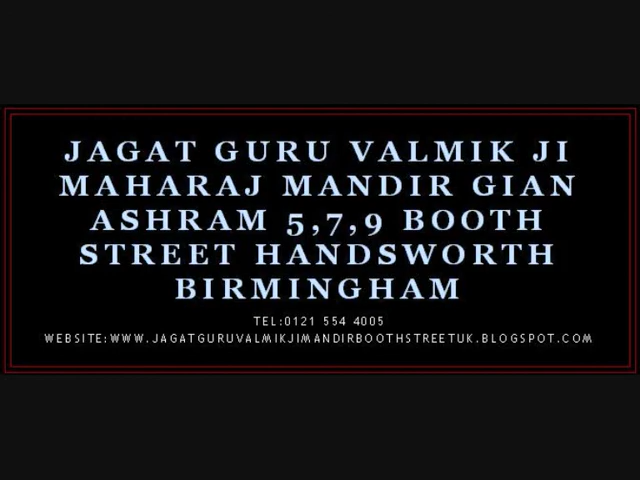 JAGAT GURU VALMIK JI
MAHARAJ MANDIR GIAN
ASHRAM 5,7,9 BOOTH
STREET HANDSWORTH
BIRMINGHAM
TEL:0121 554 4005
WEBSITE:WWW.JAGATGURUVALMIKJIMANDIRBOOTHSTREETUK.BLOGSPOT.COM